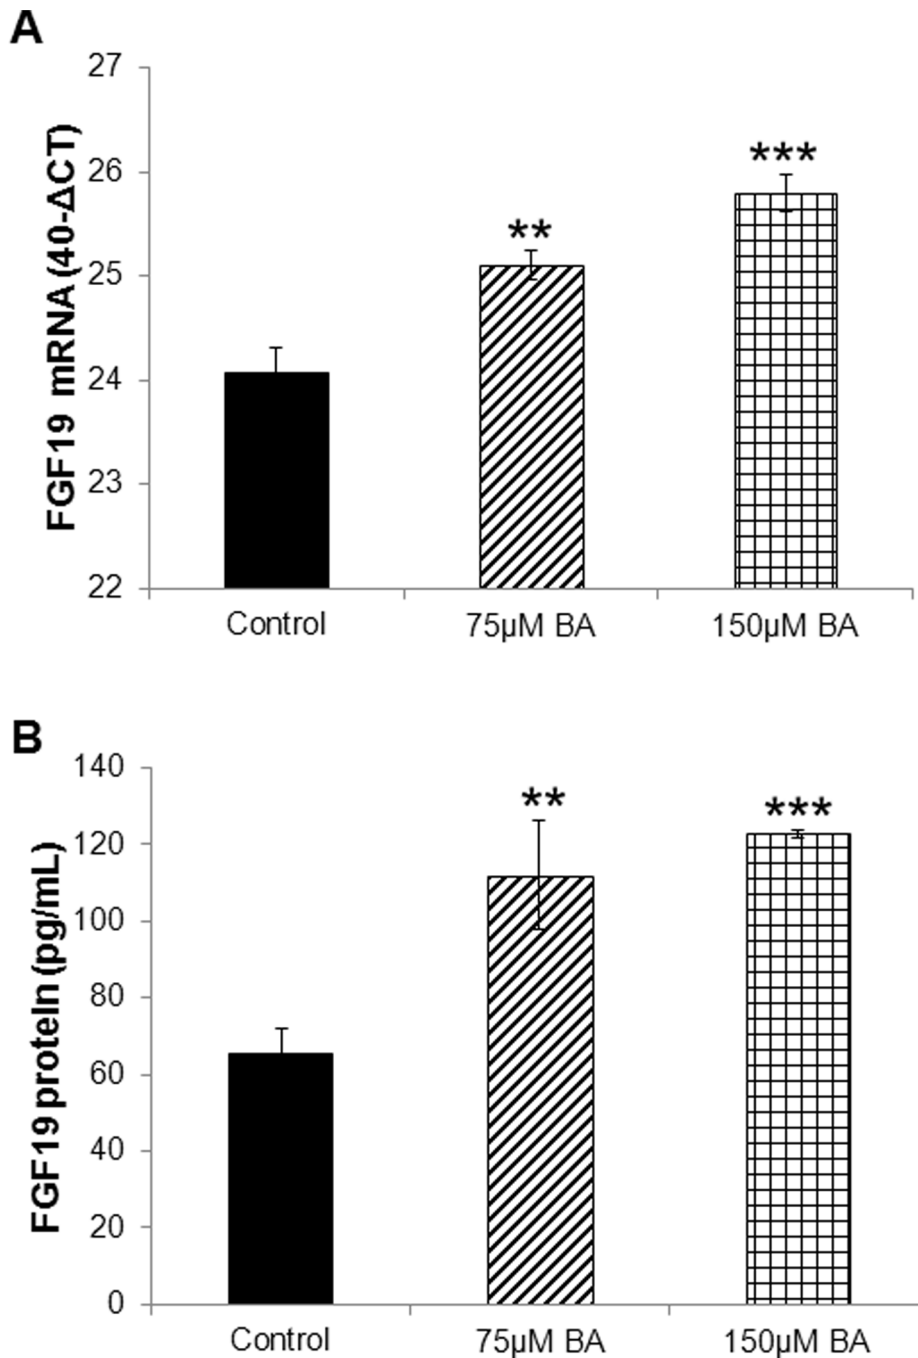 A
FGF19 mRNA (40-ΔCT)
27
26
25
24
23
22
**
***
Control
75µM BA
150µM BA
B
FGF19 protein (pg/mL)
140
120
100
80
60
40
20
0
**
***
Control
75µM BA
150µM BA